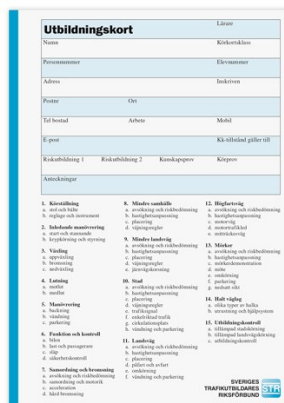 Utbildningskort
Lärare
Namn
Körkortsklass
Personnummer
Elevnummer
Adress
Inskriven
Postnr
Ort
Tel bostad
Arbete
Mobil
E-post
Kk-tillstånd gäller till
Riskutbildning 1
Riskutbildning 2
Kunskapsprov
Körprov
Anteckningar
1. Körställning
a. stol och bälte
b. reglage och instrument
2. Inledande manövrering
a. start och stannande
b. krypkörning och styrning
3. Växling
a. uppväxling
b. bromsning
c. nedväxling
4. Lutning
a. motlut
b. medlut
5. Manövrering
a. backning
b. vändning
c. parkering
6. Funktion och kontroll
a. bilen
b. last och passagerare
c. släp
d. säkerhetskontroll
7. Samordning och bromsning
a. avsökning och riskbedömning
b. samordning och motorik
c. acceleration
d. hård bromsning
8. Mindre samhälle
a. avsökning och riskbedömning
b. hastighetsanpassning
c. placering
d. väjningsregler
9. Mindre landsväg
a. avsökning och riskbedömning
b. hastighetsanpassning
c. placering
d. väjningsregler
e. järnvägskorsning
10. Stad
a. avsökning och riskbedömning
b. hastighetsanpassning
c. placering
d. väjningsregler
e. trafiksignal
f. enkelriktad trafik
g. cirkulationsplats
h. vändning och parkering
11. Landsväg
a. avsökning och riskbedömning
b. hastighetsanpassning
c. placering
d. påfart och avfart
e. omkörning
f. vändning och parkering
12. Högfartsväg
a. avsökning och riskbedömning
b. hastighetsanpassning
c. motorväg
d. motortrafikled
e. mötesfri väg
13. Mörker
a. avsökning och riskbedömning
b. hastighetsanpassning
c. mörkerdemonstration
d. möte
e. omkörning
f. parkering
g. nedsatt sikt
14. Halt väglag
a. olika typer av halka
b. utrustning och hjälpsystem
15. Utbildningskontroll
a. tillämpad stadskörning
b. tillämpad landsvägskörning
c. utbildningskontroll
SVERIGES
TRAFIKUTBILDARES
RIKSFÖRBUND
STR